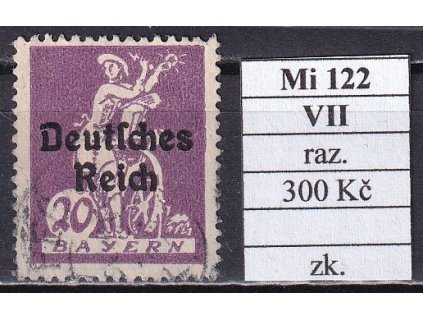 Deutſches
Reich
20
BAYERN
Mi 122
VII
raz.
300 Kč
zk.